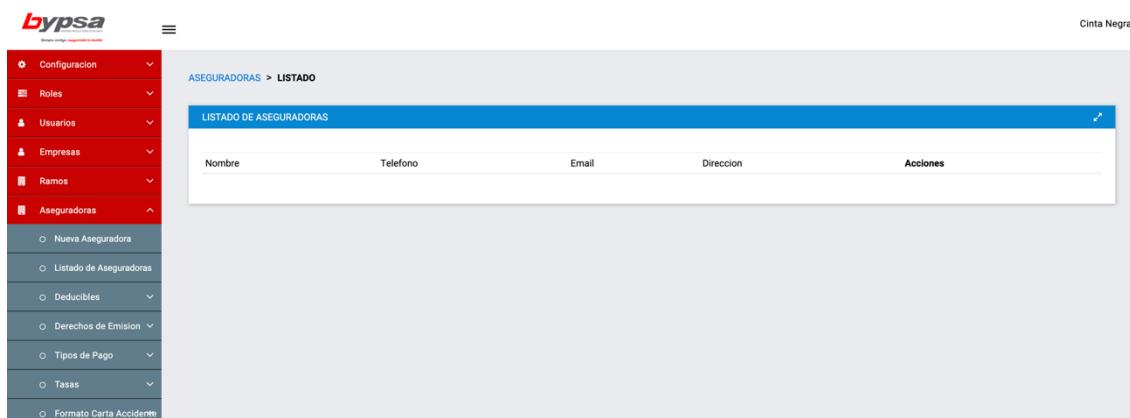 bypsa
Cinta Negra
Configuracion
Roles
Usuarios
Empresas
Ramos
Aseguradoras
Nueva Aseguradora
Listado de Aseguradoras
Deducibles
Derechos de Emision
Tipos de Pago
Tasas
Formato Carta Accidente
ASEGURADORAS > LISTADO
LISTADO DE ASEGURADORAS
Nombre Telefono Email Direccion Acciones